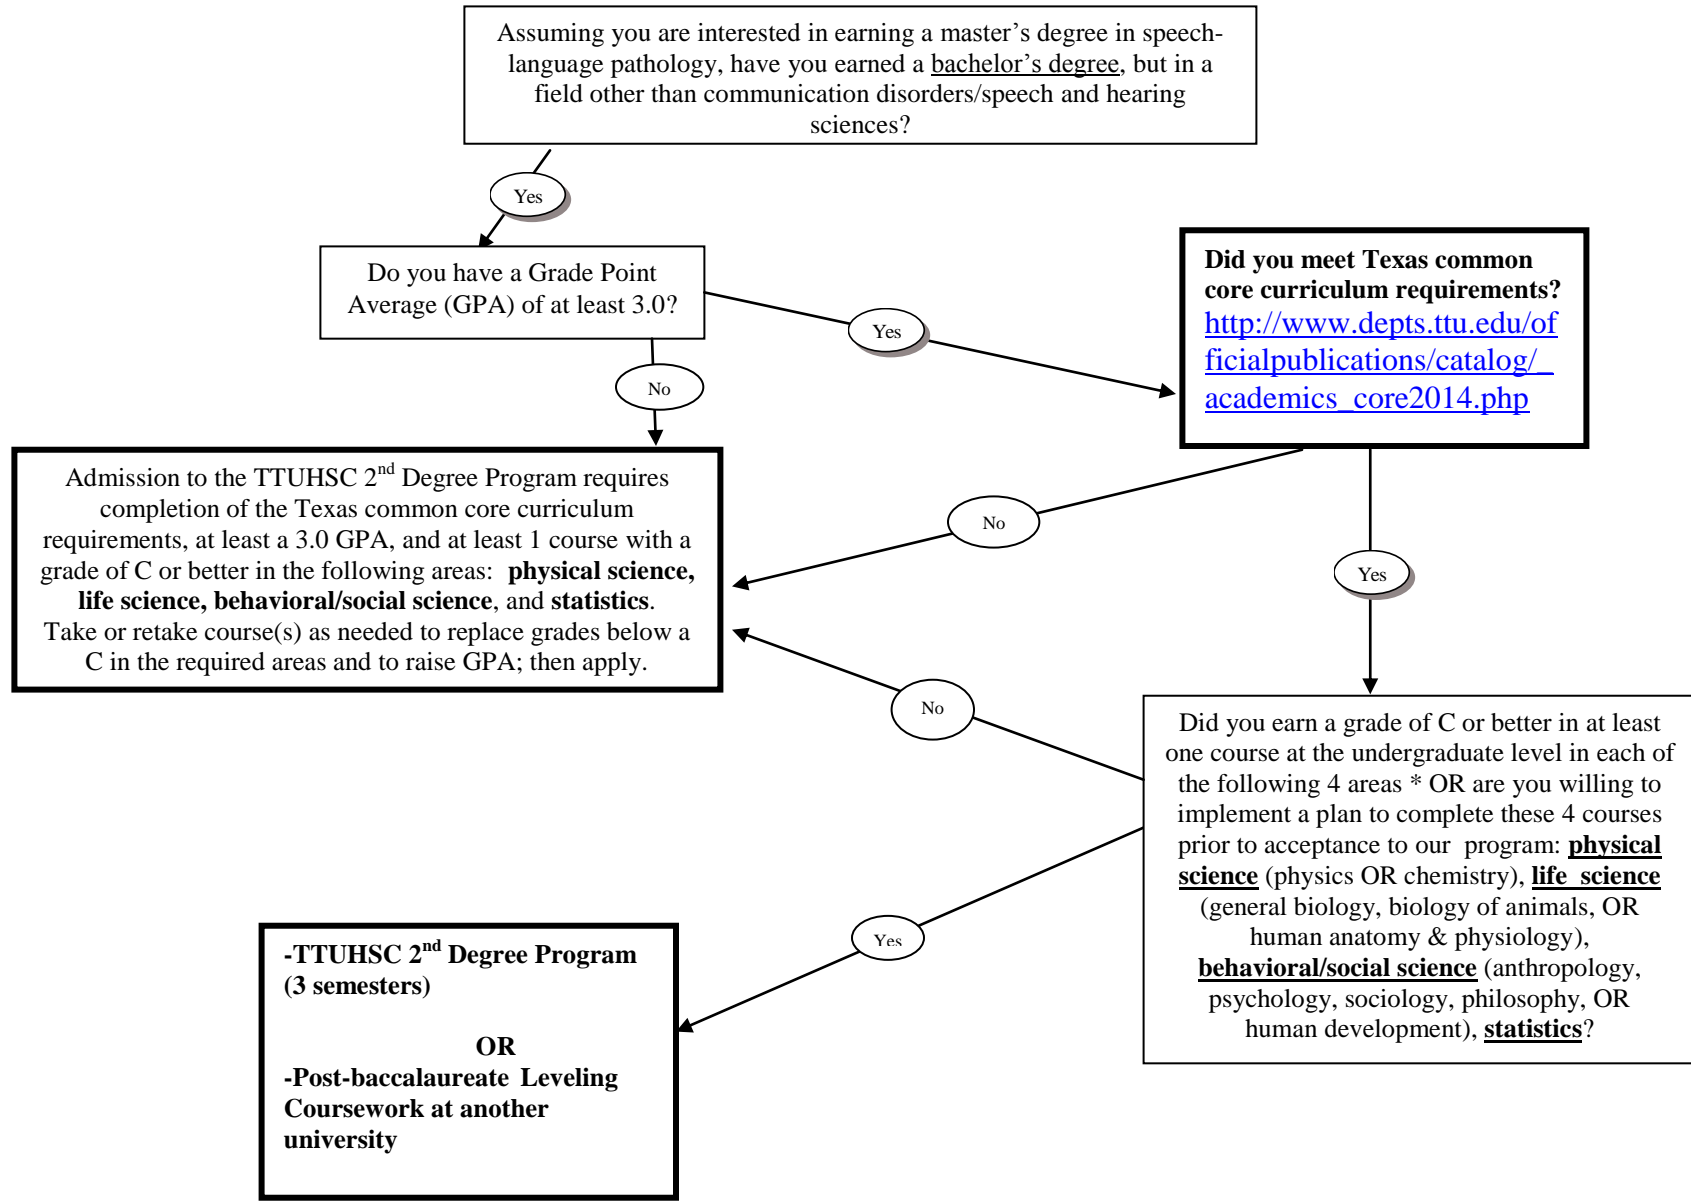 Assuming you are interested in earning a master’s degree in speech-
language pathology, have you earned a bachelor’s degree, but in a
field other than communication disorders/speech and hearing
sciences?
Yes
Do you have a Grade Point
Average (GPA) of at least 3.0?
Yes
Did you meet Texas common
core curriculum requirements?
http://www.depts.ttu.edu/of
ficialpublications/catalog/_
academics_core2014.php
No
Admission to the TTUHSC 2nd Degree Program requires
completion of the Texas common core curriculum
requirements, at least a 3.0 GPA, and at least 1 course with a
grade of C or better in the following areas:  physical science,
life science, behavioral/social science, and statistics.
Take or retake course(s) as needed to replace grades below a
C in the required areas and to raise GPA; then apply.
No
Yes
No
Did you earn a grade of C or better in at least
one course at the undergraduate level in each of
the following 4 areas * OR are you willing to
implement a plan to complete these 4 courses
prior to acceptance to our  program: physical
science (physics OR chemistry), life  science
(general biology, biology of animals, OR
human anatomy & physiology),
behavioral/social science (anthropology,
psychology, sociology, philosophy, OR
human development), statistics?
Yes
-TTUHSC 2nd Degree Program
(3 semesters)
OR
-Post-baccalaureate Leveling
Coursework at another
university